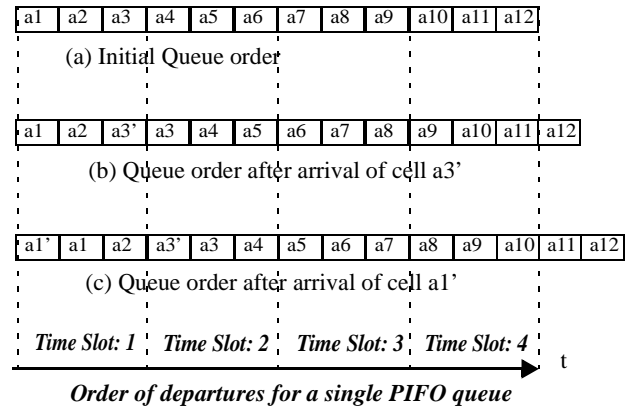 a1 a2 a3 a4 a5 a6 a7 a8 a9 a10 a11 a12
(a) Initial Queue order
a1 a2 a3’ a3 a4 a5 a6 a7 a8 a9 a10 a11 a12
(b) Queue order after arrival of cell a3’
a1’ a1 a2 a3’ a3 a4 a5 a6 a7 a8 a9 a10 a11 a12
(c) Queue order after arrival of cell a1’
Time Slot: 1 Time Slot: 2 Time Slot: 3 Time Slot: 4 t
Order of departures for a single PIFO queue